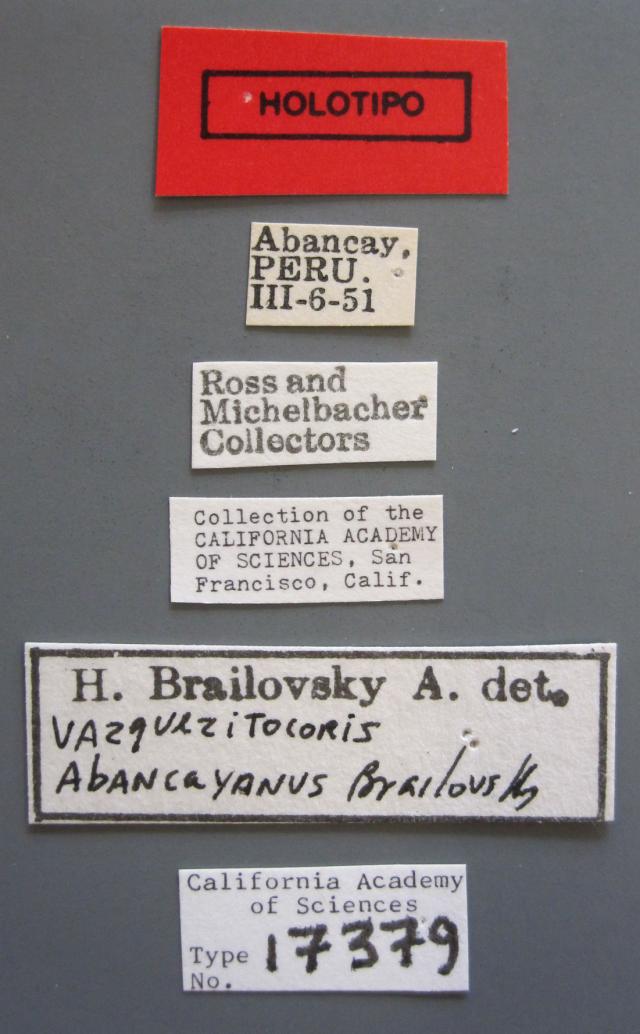 HOLOTIPO
Abancay,
PERU.
III-6-51
Ross and
Michelbacher
Collectors
Collection of the
CALIFORNIA ACADEMY
OF SCIENCES, San
Francisco, Calif.
H. Brailovsky A. det.
VAzquezitocoris
AbANCaYANUS Brailovsky
California Academy
of Sciences
Type 17379
No.